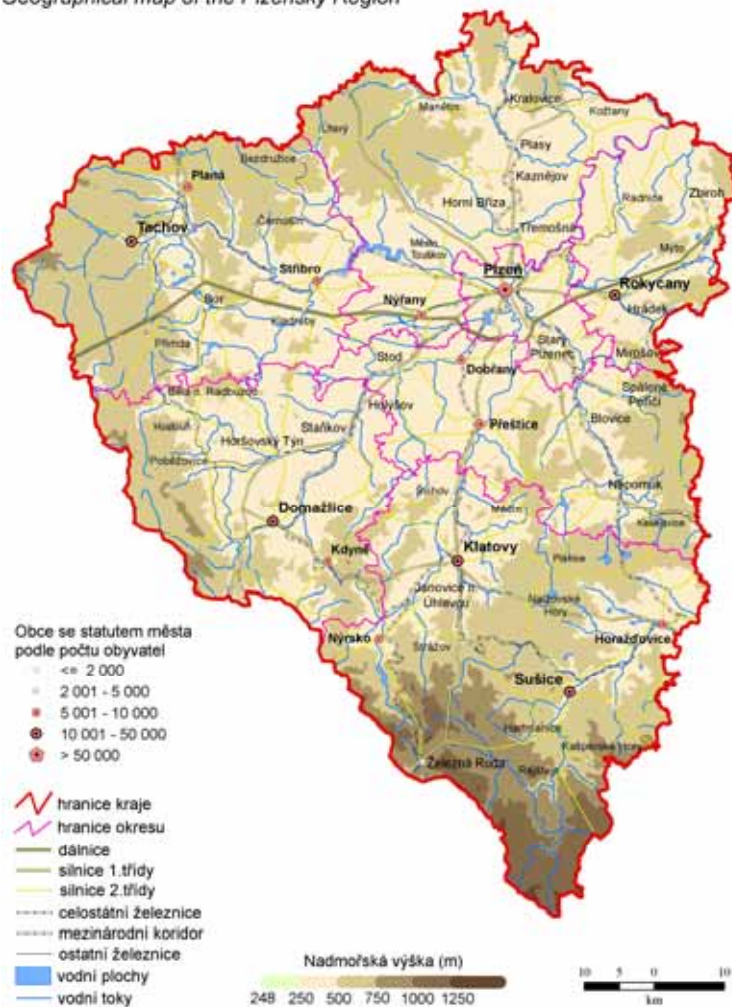 Geographical map of the Plzeňský Region
Kralovice
Manětín
Kožlany
Úterý
Plasy
Bezdružice
Kaznějov
Planá
Radnice
Zbiroh
Horní Bříza
Černošín
Třemošná
Tachov
Město
Touškov
Mýto
Plzeň
Stříbro
Rokycany
Bor
Nýřany
Hrádek
Kladruby
Starý
Plzenec
Přimda
Stod
Mirošov
Dobřany
Spálené
Poříčí
Bělá n. Radbuzou
Holýšov
Blovice
Staňkov
Přeštice
Hostouň
Horšovský Týn
Poběžovice
Nepomuk
Švihov
Měčín
Domažlice
Kasejovice
Kdyně
Klatovy
Plánice
Janovice n.
Úhlavou
Nalžovské
Hory
Obce se statutem města
podle počtu obyvatel
Nýrsko
Strážov
Horažďovice
<= 2 000
2 001 - 5 000
Sušice
5 001 - 10 000
10 001 - 50 000
Hartmanice
> 50 000
Kašperské Hory
Železná Ruda
Rejštejn
hranice kraje
hranice okresu
dálnice
silnice 1.třídy
silnice 2.třídy
celostátní železnice
mezinárodní koridor
ostatní železnice
vodní plochy
vodní toky
Nadmořská výška (m)
248 250 500 750 1000 1250
10 5 0 10
km